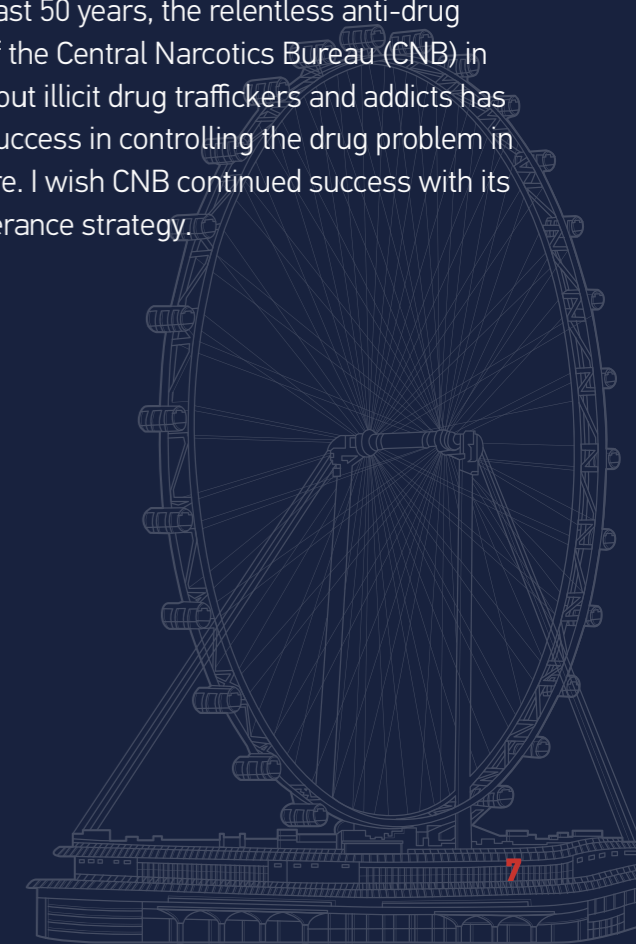 ast 50 years, the relentless anti-drug
f the Central Narcotics Bureau (CNB) in
out illicit drug traffickers and addicts has
uccess in controlling the drug problem in
re. I wish CNB continued success with its
erance strategy.
7